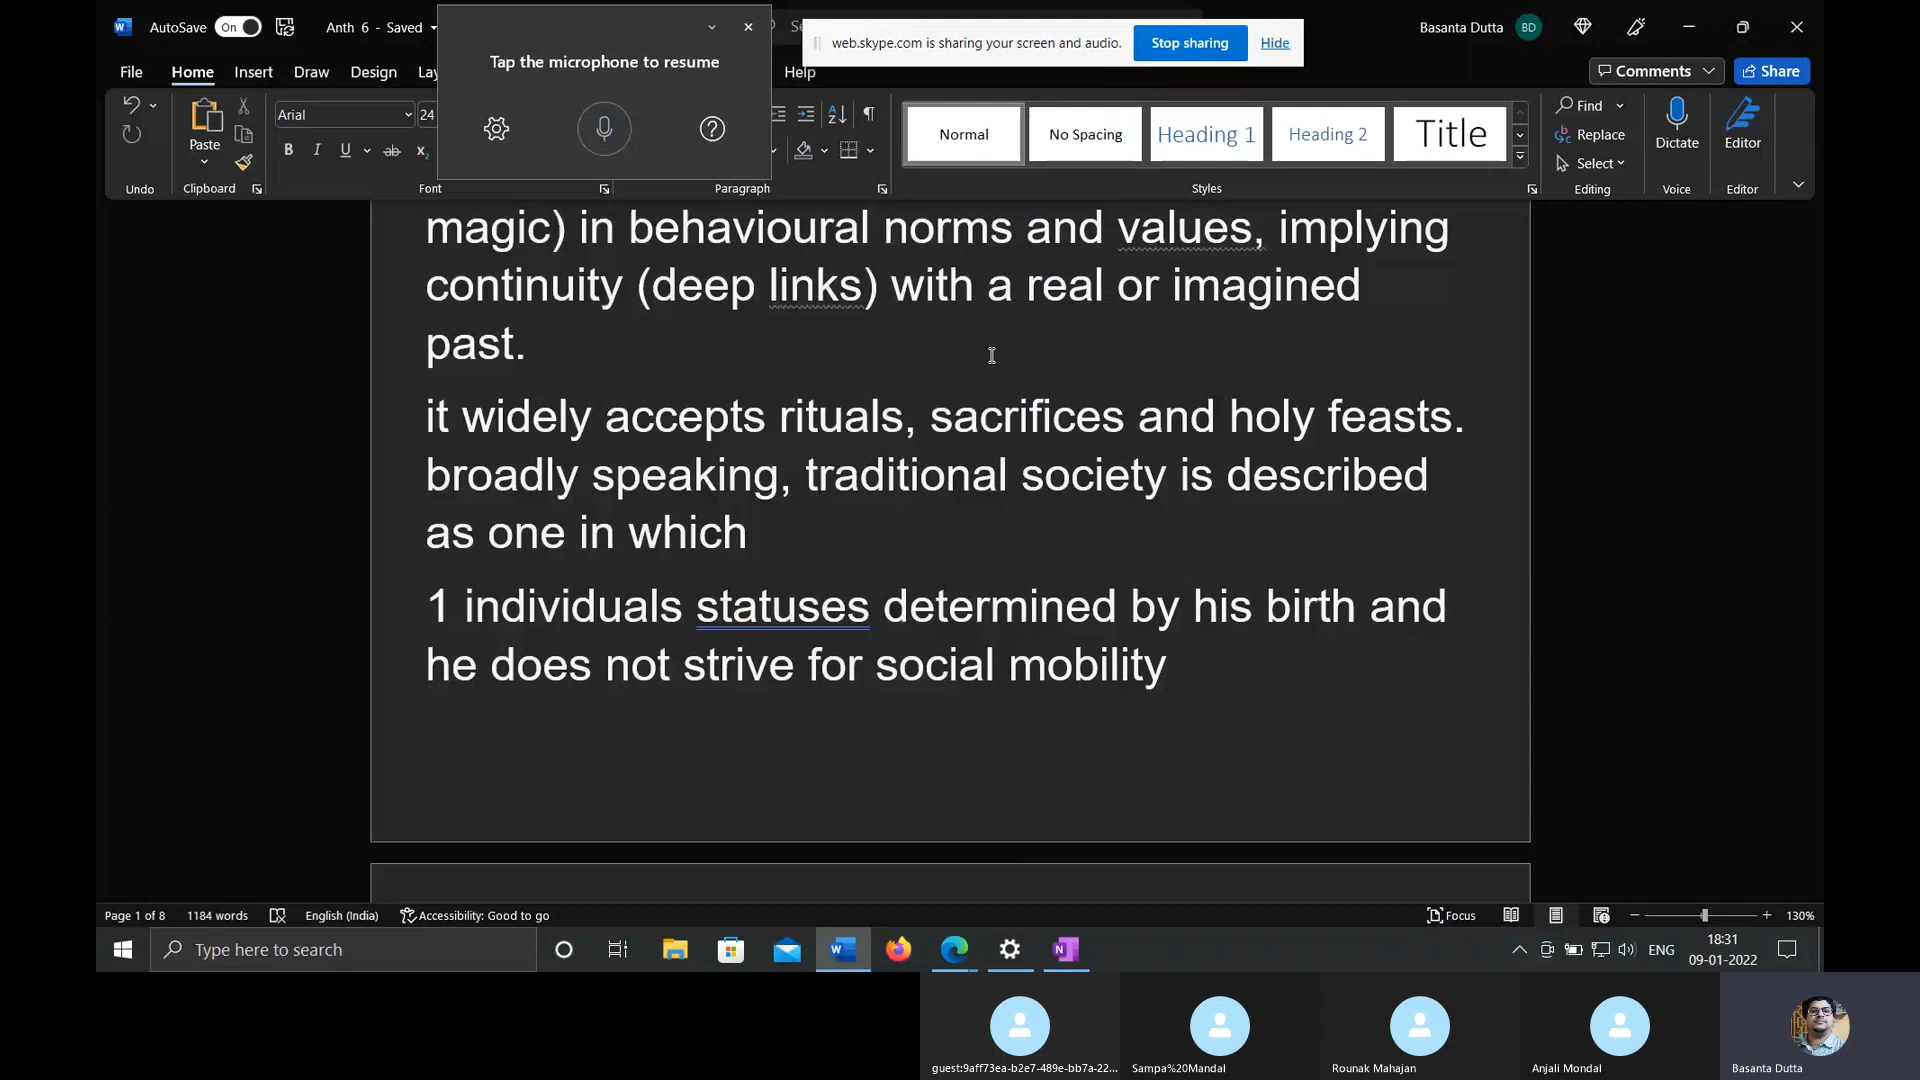 AutoSave On Anth 6 - Saved
Tap the microphone to resume
web.skype.com is sharing your screen and audio. Stop sharing Hide
Basanta Dutta BD
File Home Insert Draw Design Help
Comments Share
Arial 24
Paste
B I U ab x₂
Normal No Spacing Heading 1 Heading 2 Title
Find
Replace
Select
Dictate Editor
Undo Clipboard Font Paragraph Styles Editing Voice Editor
magic) in behavioural norms and values, implying
continuity (deep links) with a real or imagined
past.
it widely accepts rituals, sacrifices and holy feasts.
broadly speaking, traditional society is described
as one in which
1 individuals statuses determined by his birth and
he does not strive for social mobility
Page 1 of 8 1184 words English (India) Accessibility: Good to go Focus 130%
Type here to search
ENG
18:31
09-01-2022
guest:9aff73ea-b2e7-489e-bb7a-22... Sampa%20Mandal Rounak Mahajan Anjali Mondal Basanta Dutta